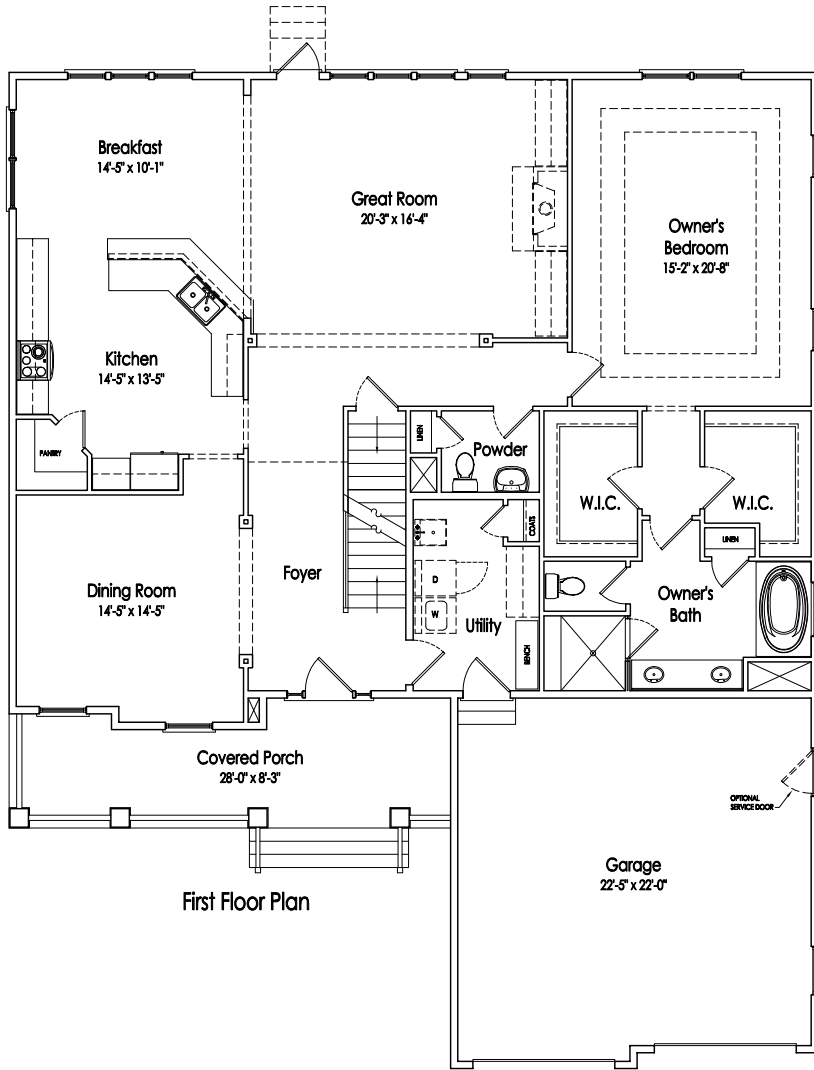 Breakfast
14'-5" x 10'-1"
Great Room
20'-3" x 16'-4"
Owner's
Bedroom
15'-2" x 20'-8"
Kitchen
14'-5" x 13'-5"
PANTRY
LINEN
Powder
W.I.C.
W.I.C.
COATS
LINEN
Foyer
Dining Room
14'-5" x 14'-5"
D
W
Utility
BENCH
Owner's
Bath
Covered Porch
28'-0" x 8'-3"
OPTIONAL
SERVICE DOOR
Garage
22'-5" x 22'-0"
First Floor Plan